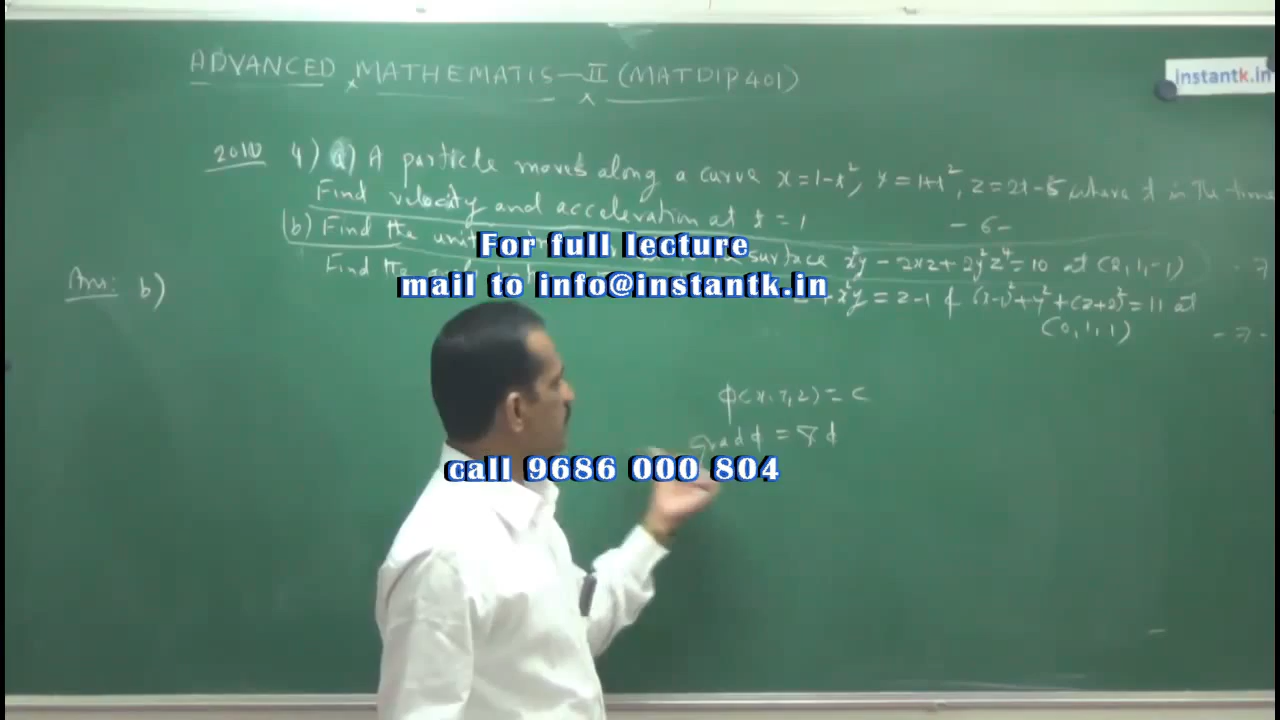 ADVANCED MATHEMATIS - II (MATDIP401)
instantk.in
2010 4) a) A particle moves along a curve x = 1-t², y = 1+t², z = 2t-5 where t is the time
Find velocity and acceleration at t = 1 - 6 -
(b) Find the unit surface x²y - 2xz + 2y²z⁴ = 10 at (2, 1, -1) - 7
Find the x²y = z-1 & (x-1)² + y² + (z+2)² = 11 at
(0, 1, 1) - 7 -
Ans: b)
For full lecture
mail to info@instantk.in
φ(x, y, z) = c
grad φ = ∇φ
call 9686 000 804